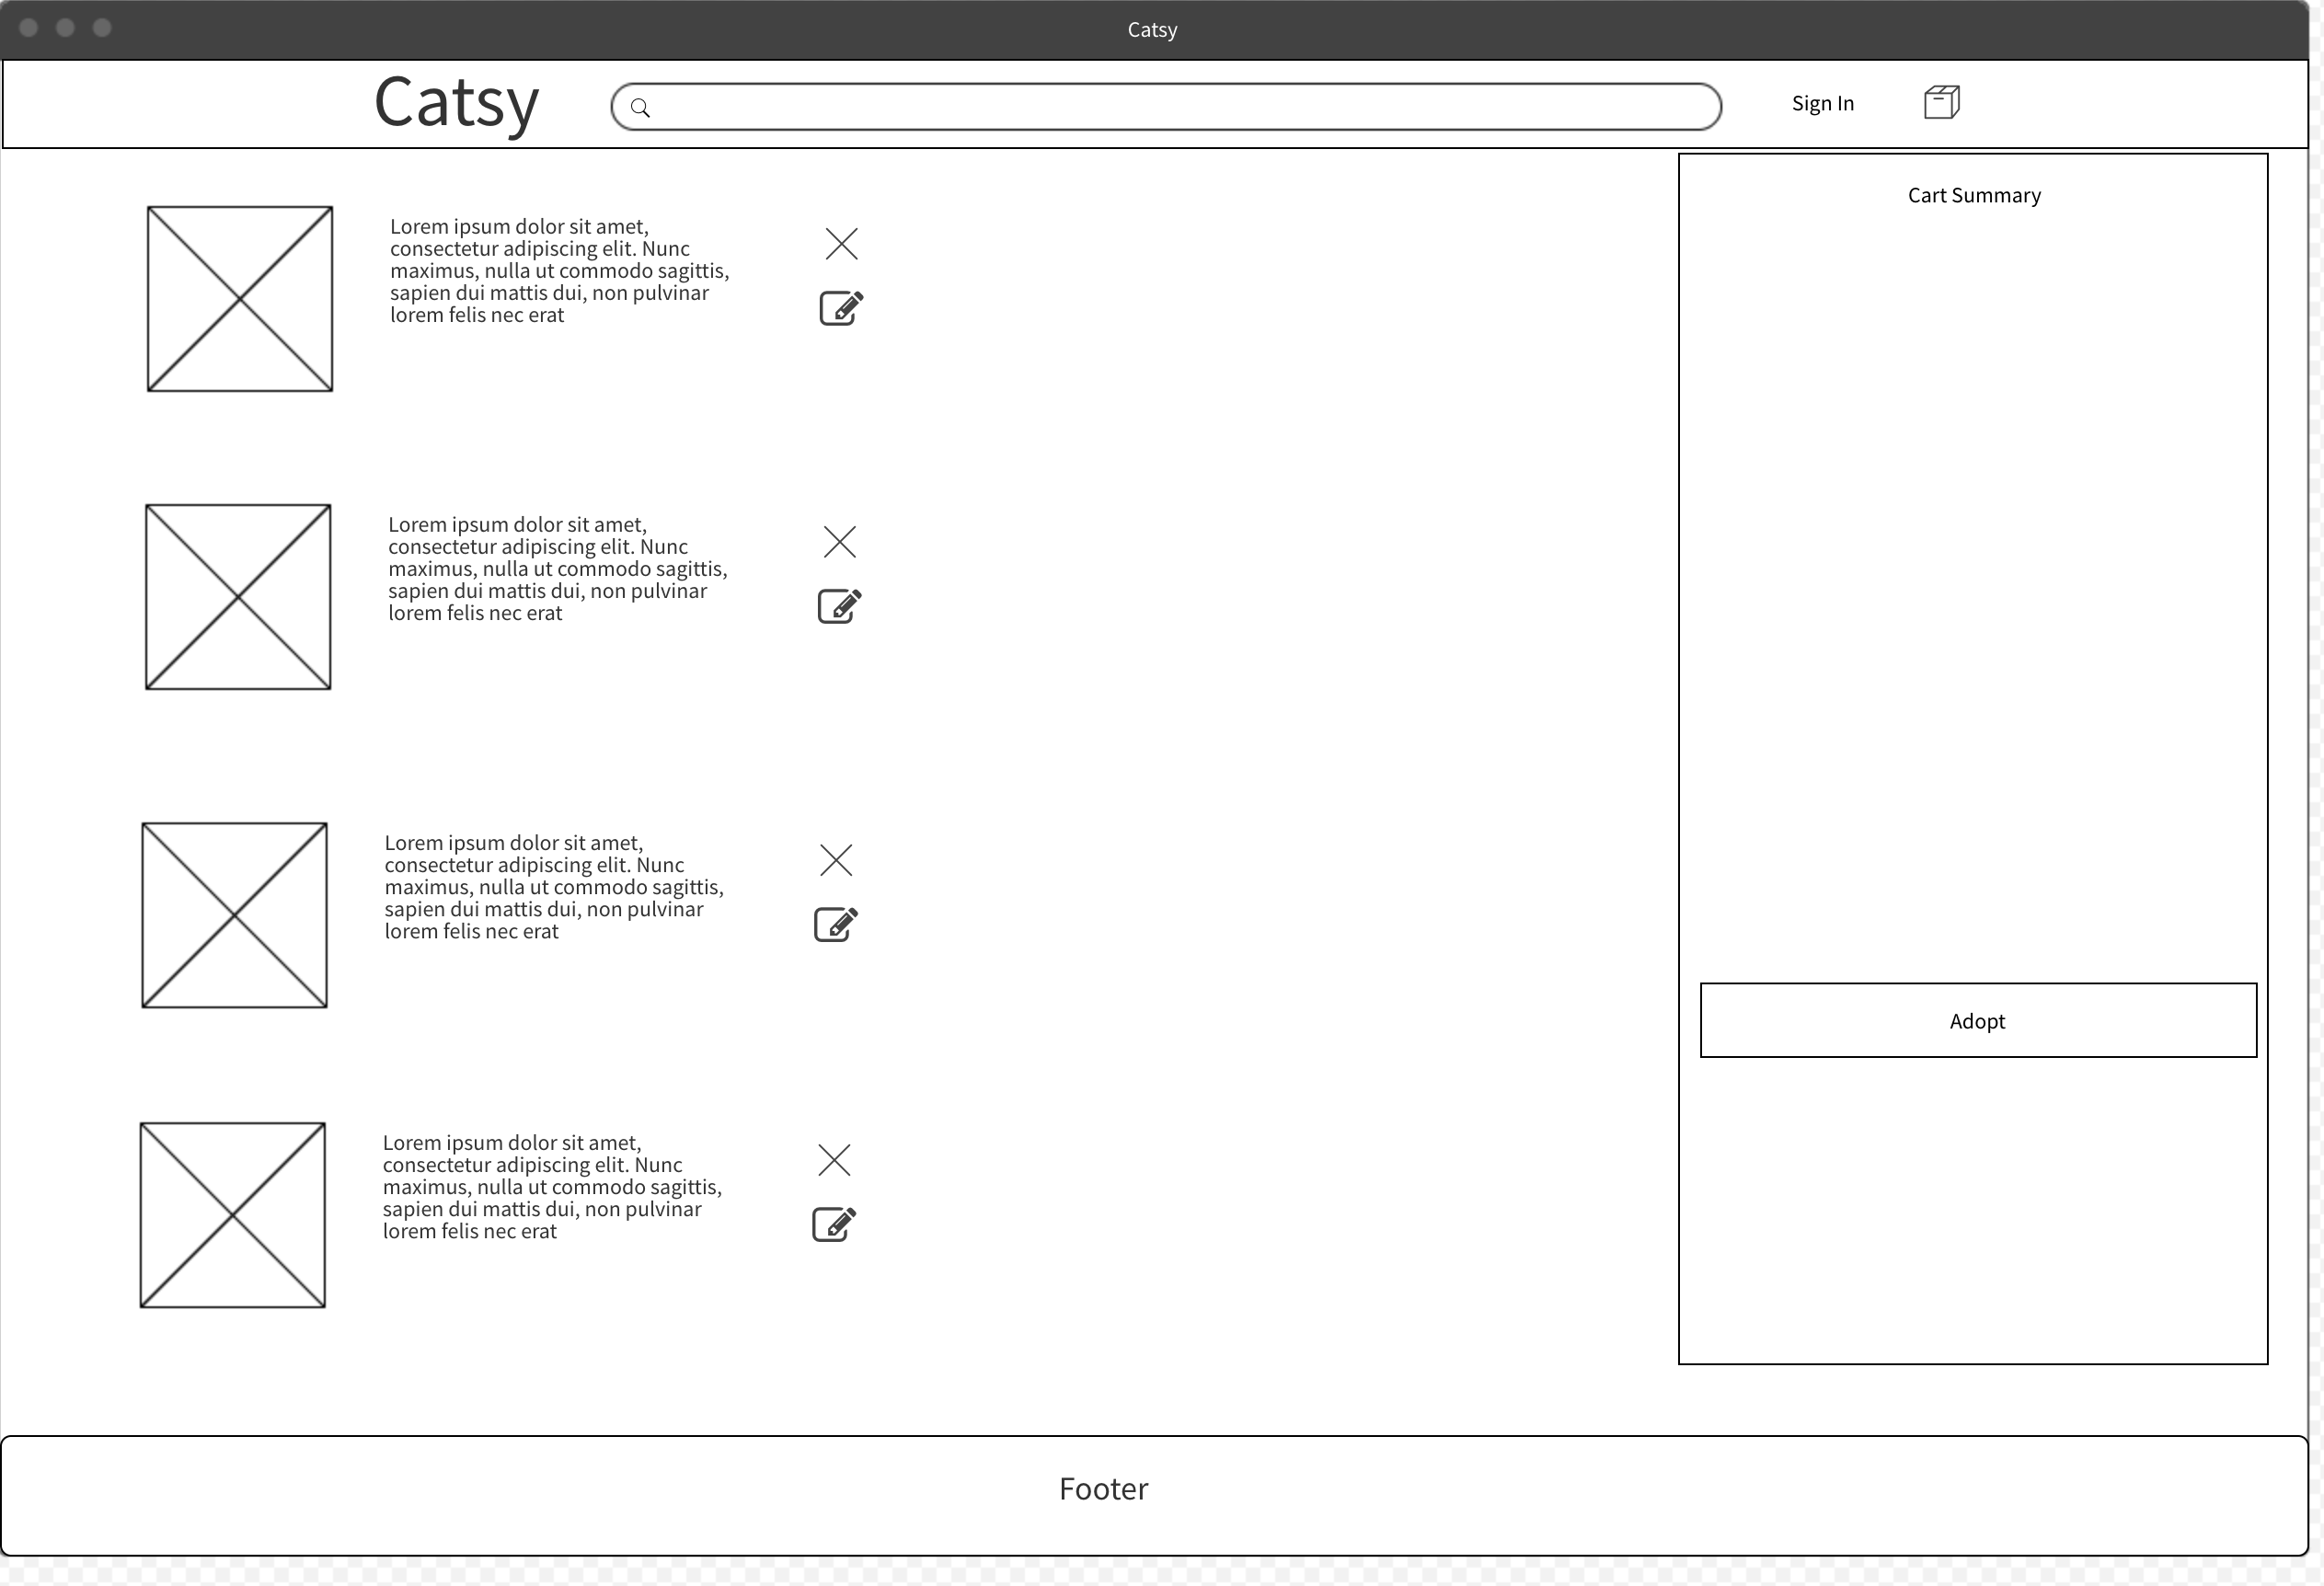 Catsy
Catsy
Sign In
Lorem ipsum dolor sit amet,
consectetur adipiscing elit. Nunc
maximus, nulla ut commodo sagittis,
sapien dui mattis dui, non pulvinar
lorem felis nec erat
Lorem ipsum dolor sit amet,
consectetur adipiscing elit. Nunc
maximus, nulla ut commodo sagittis,
sapien dui mattis dui, non pulvinar
lorem felis nec erat
Lorem ipsum dolor sit amet,
consectetur adipiscing elit. Nunc
maximus, nulla ut commodo sagittis,
sapien dui mattis dui, non pulvinar
lorem felis nec erat
Lorem ipsum dolor sit amet,
consectetur adipiscing elit. Nunc
maximus, nulla ut commodo sagittis,
sapien dui mattis dui, non pulvinar
lorem felis nec erat
Cart Summary
Adopt
Footer